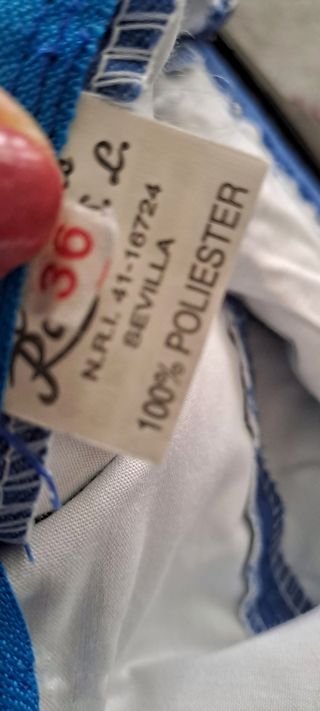 36
N.R.I. 41-16724
SEVILLA
100% POLIESTER